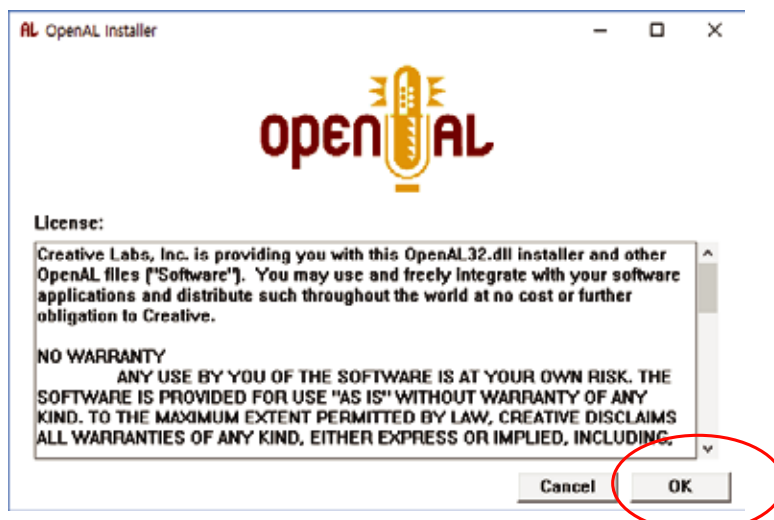 AL OpenAL Installer
OPEN AL
License:
Creative Labs, Inc. is providing you with this OpenAL32.dll installer and other
OpenAL files ("Software").  You may use and freely integrate with your software
applications and distribute such throughout the world at no cost or further
obligation to Creative.
NO WARRANTY
ANY USE BY YOU OF THE SOFTWARE IS AT YOUR OWN RISK. THE
SOFTWARE IS PROVIDED FOR USE "AS IS" WITHOUT WARRANTY OF ANY
KIND. TO THE MAXIMUM EXTENT PERMITTED BY LAW, CREATIVE DISCLAIMS
ALL WARRANTIES OF ANY KIND, EITHER EXPRESS OR IMPLIED, INCLUDING,
Cancel OK